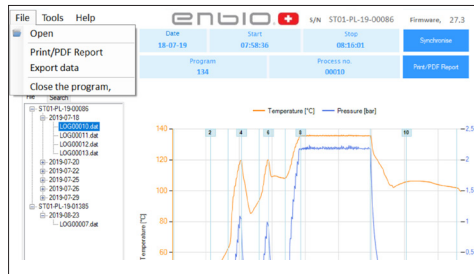 File Tools Help
enbio
S/N ST01-PL-19-00086 Firmware, 27.3
Open
Print/PDF Report
Export data
Close the program,
Date Start Stop
18-07-19 07:58:36 08:16:01
Synchronise
Program Process no.
134 00010
Print/PDF Report
File Search
ST01-PL-19-00086
2019-07-18
LOG00010.dat
LOG00011.dat
LOG00012.dat
LOG00013.dat
2019-07-20
2019-07-22
2019-07-25
2019-07-26
2019-07-29
ST01-PL-19-01385
2019-08-23
LOG00007.dat
Temperature [°C] Pressure [bar]
2 4 6 8 10
140
120
100
80
60
Temperature [°C]
2,5
2
1,5
1
0,5